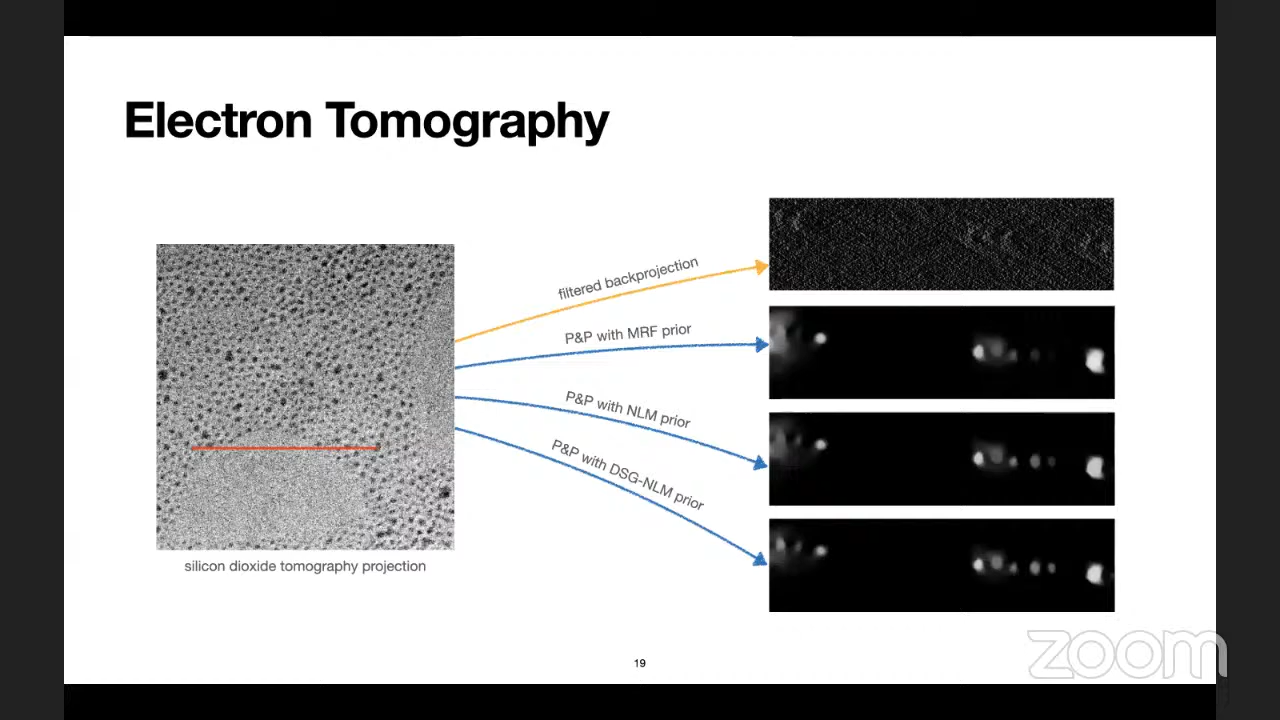 Electron Tomography
filtered backprojection
P&P with MRF prior
P&P with NLM prior
P&P with DSG-NLM prior
silicon dioxide tomography projection
19
zoom